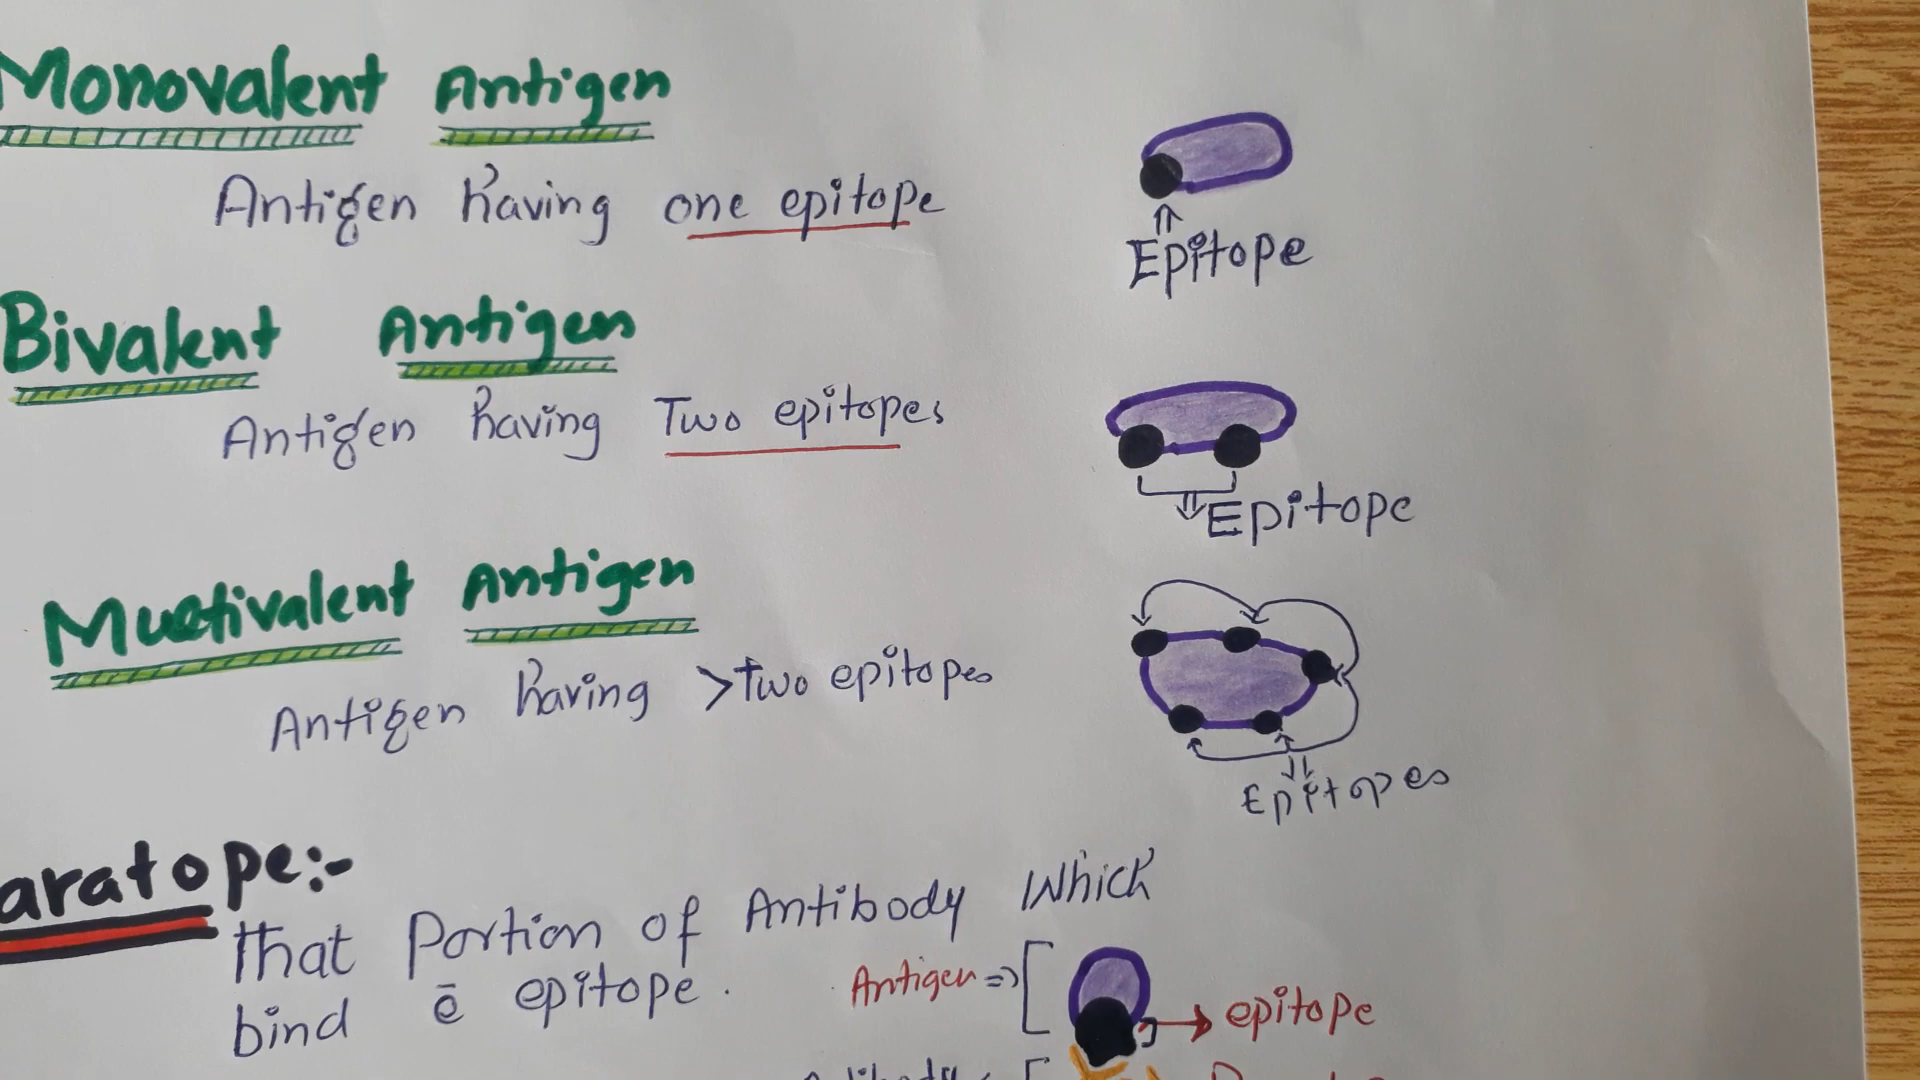 Monovalent Antigen
Antigen having one epitope
Epitope
Bivalent Antigen
Antigen having Two epitopes
Epitope
Multivalent Antigen
Antigen having >two epitopes
Epitopes
aratope:-
that Portion of Antibody Which
bind ē epitope.
Antigen =>
epitope